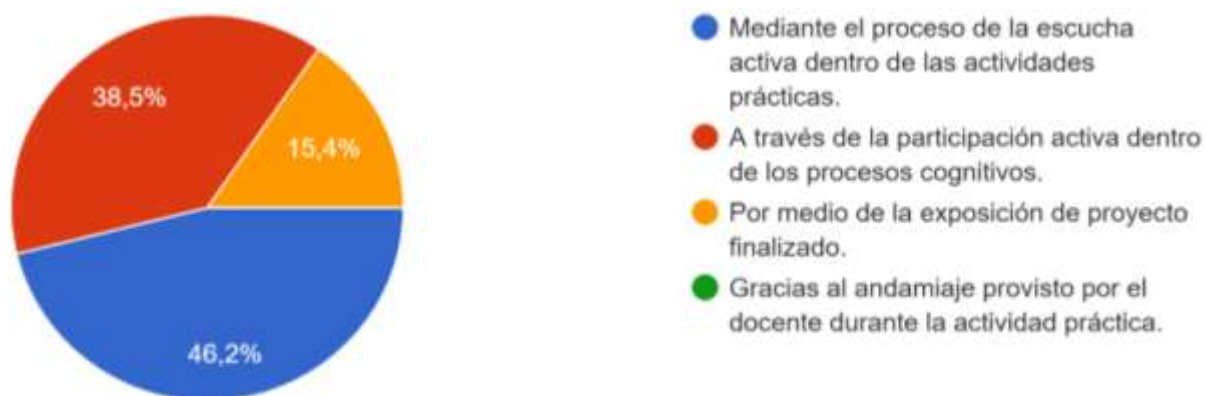 38,5%
15,4%
46,2%
Mediante el proceso de la escucha
activa dentro de las actividades
prácticas.
A través de la participación activa dentro
de los procesos cognitivos.
Por medio de la exposición de proyecto
finalizado.
Gracias al andamiaje provisto por el
docente durante la actividad práctica.